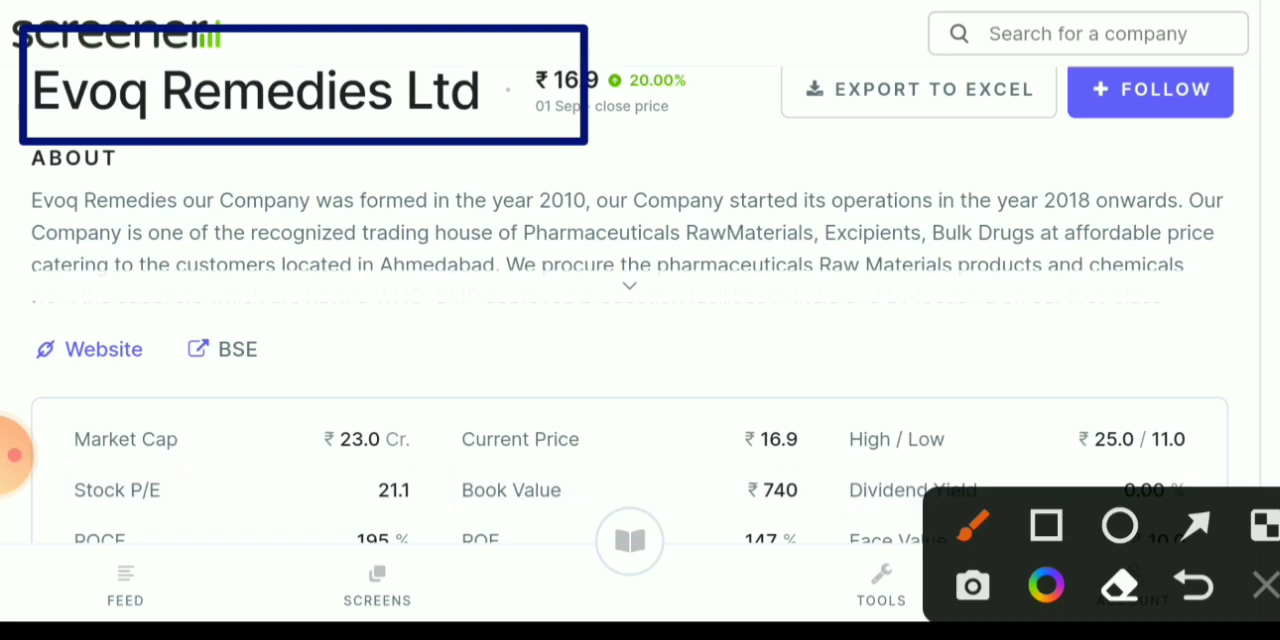 screener
Search for a company
Evoq Remedies Ltd
₹ 16.9 20.00%
01 Sep - close price
EXPORT TO EXCEL
+ FOLLOW
ABOUT
Evoq Remedies our Company was formed in the year 2010, our Company started its operations in the year 2018 onwards. Our
Company is one of the recognized trading house of Pharmaceuticals RawMaterials, Excipients, Bulk Drugs at affordable price
catering to the customers located in Ahmedabad. We procure the pharmaceuticals Raw Materials products and chemicals
Website BSE
Market Cap ₹ 23.0 Cr. Current Price ₹ 16.9 High / Low ₹ 25.0 / 11.0
Stock P/E 21.1 Book Value ₹ 740 Dividend Yield 0.00 %
ROCE 195 % ROE 147 % Face Value 10.0
FEED SCREENS TOOLS ACCOUNT